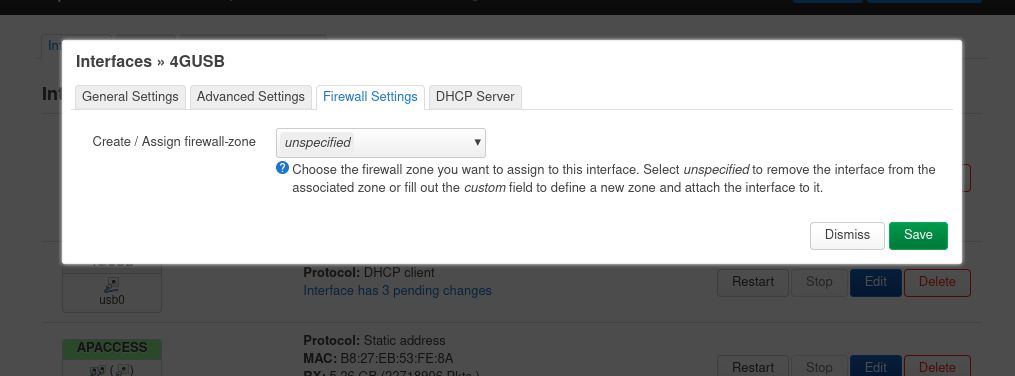 Interfaces » 4GUSB
General Settings
Advanced Settings
Firewall Settings
DHCP Server
Create / Assign firewall-zone
unspecified
Choose the firewall zone you want to assign to this interface. Select unspecified to remove the interface from the
associated zone or fill out the custom field to define a new zone and attach the interface to it.
Dismiss
Save
usb0
Protocol: DHCP client
Interface has 3 pending changes
Restart
Stop
Edit
Delete
APACCESS
Protocol: Static address
MAC: B8:27:EB:53:FE:8A
Restart
Stop
Edit
Delete